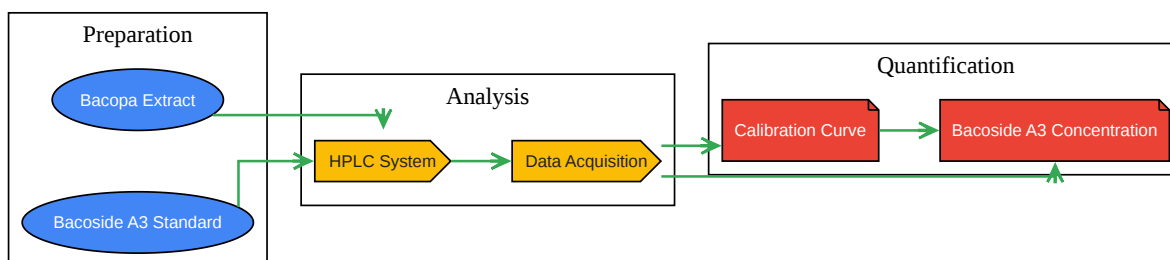 Preparation
Bacopa Extract
Bacoside A3 Standard
Analysis
HPLC System
Data Acquisition
Quantification
Calibration Curve
Bacoside A3 Concentration